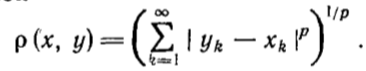 ρ (x, y) = (∑_{k=1}^{∞} | y_k − x_k |^p)^{1/p} .